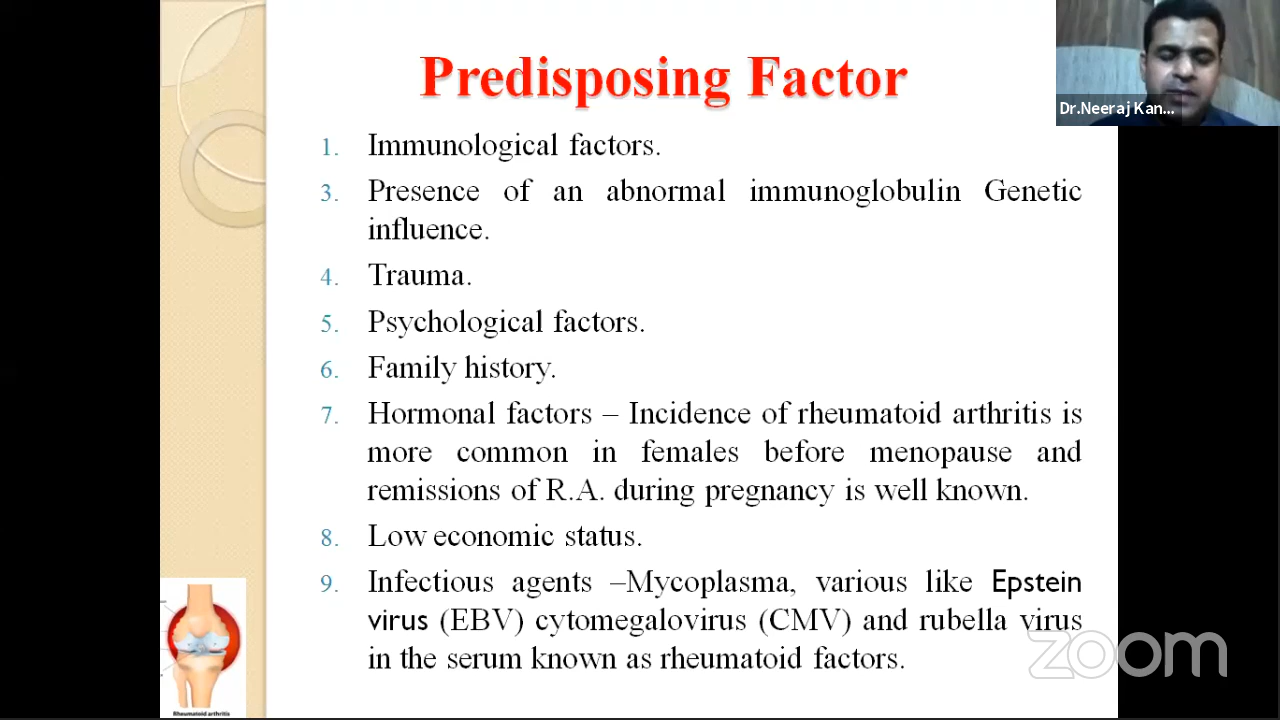 Predisposing Factor
Dr.Neeraj Kan...
1. Immunological factors.
3. Presence of an abnormal immunoglobulin Genetic
influence.
4. Trauma.
5. Psychological factors.
6. Family history.
7. Hormonal factors – Incidence of rheumatoid arthritis is
more common in females before menopause and
remissions of R.A. during pregnancy is well known.
8. Low economic status.
9. Infectious agents –Mycoplasma, various like Epstein
virus (EBV) cytomegalovirus (CMV) and rubella virus
in the serum known as rheumatoid factors.
zoom
Rheumatoid arthritis